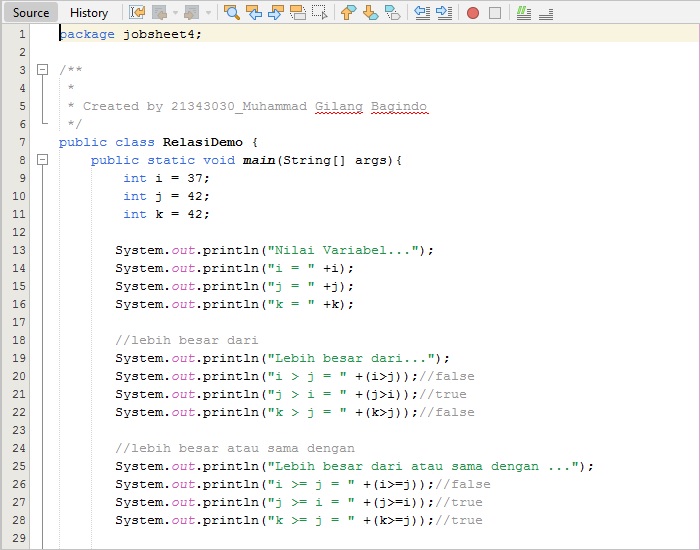 Source History
1 package jobsheet4;
2
3 /**
4 *
5 * Created by 21343030_Muhammad Gilang Bagindo
6 */
7 public class RelasiDemo {
8 public static void main(String[] args){
9 int i = 37;
10 int j = 42;
11 int k = 42;
12
13 System.out.println("Nilai Variabel...");
14 System.out.println("i = " +i);
15 System.out.println("j = " +j);
16 System.out.println("k = " +k);
17
18 //lebih besar dari
19 System.out.println("Lebih besar dari...");
20 System.out.println("i > j = " +(i>j));//false
21 System.out.println("j > i = " +(j>i));//true
22 System.out.println("k > j = " +(k>j));//false
23
24 //lebih besar atau sama dengan
25 System.out.println("Lebih besar dari atau sama dengan ...");
26 System.out.println("i >= j = " +(i>=j));//false
27 System.out.println("j >= i = " +(j>=i));//true
28 System.out.println("k >= j = " +(k>=j));//true
29